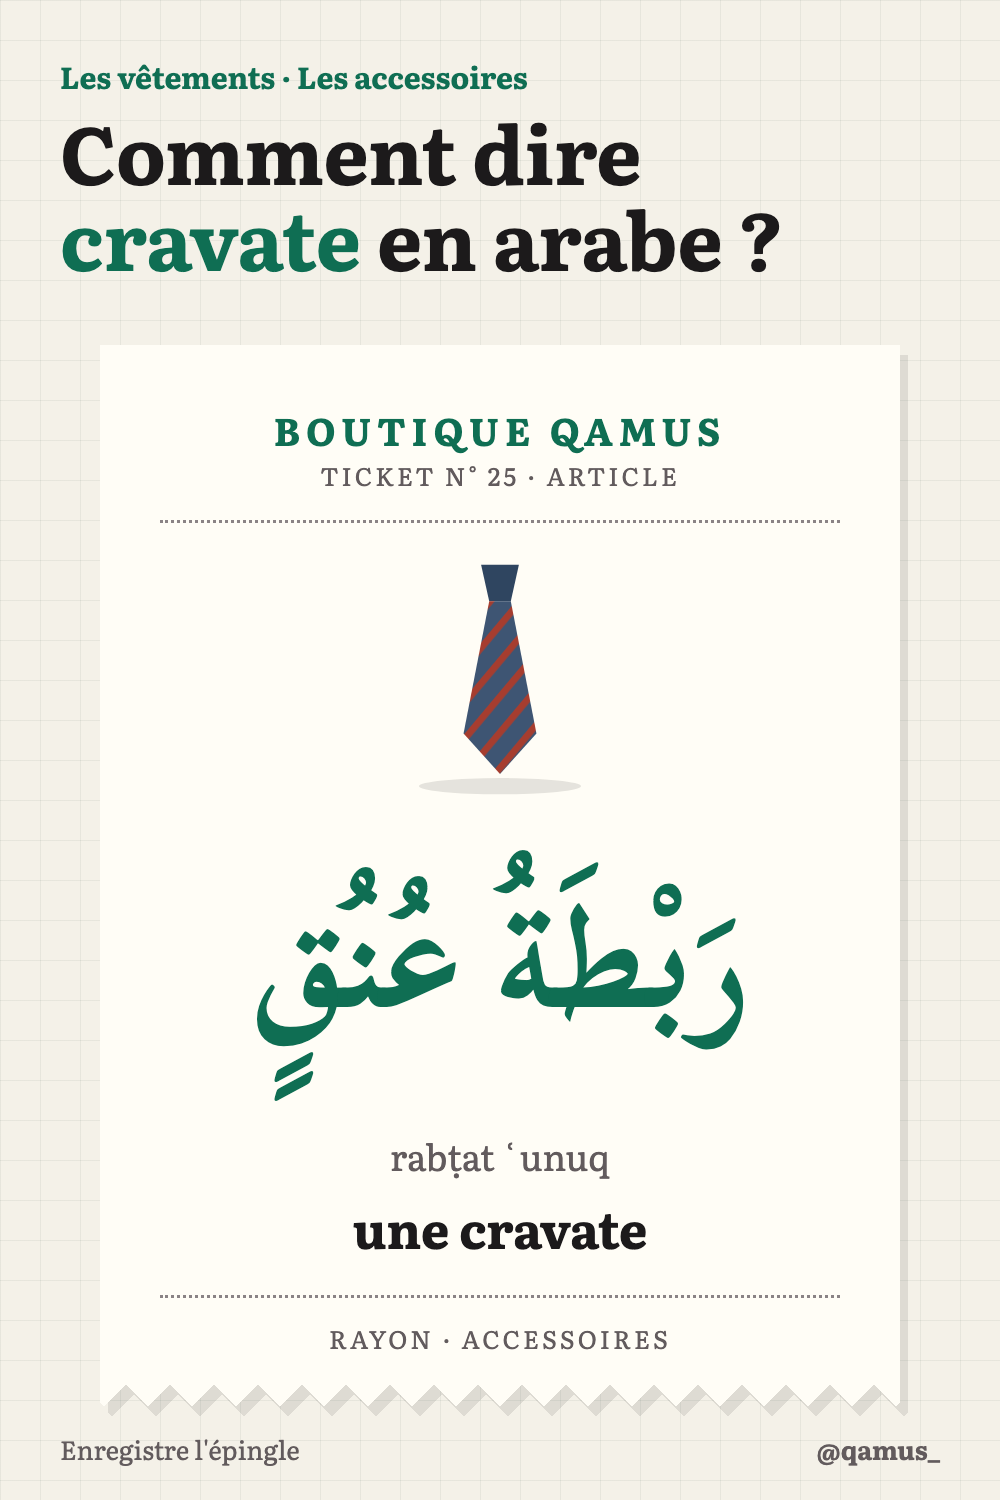 Les vêtements · Les accessoires
Comment dire
cravate en arabe ?
BOUTIQUE QAMUS
TICKET N° 25 · ARTICLE
رَبْطَةُ عُنُقٍ
rabṭat ʿunuq
une cravate
RAYON · ACCESSOIRES
Enregistre l'épingle
@qamus_